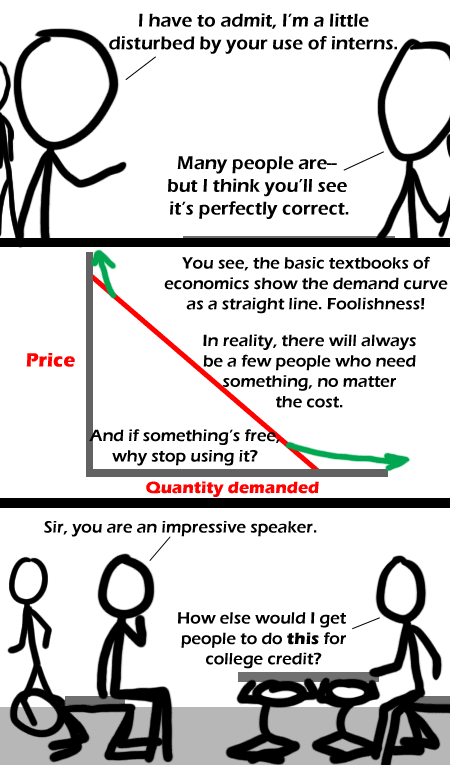 I have to admit, I'm a little
disturbed by your use of interns.
Many people are--
but I think you'll see
it's perfectly correct.
You see, the basic textbooks of
economics show the demand curve
as a straight line. Foolishness!
In reality, there will always
be a few people who need
something, no matter
the cost.
Price
And if something's free,
why stop using it?
Quantity demanded
Sir, you are an impressive speaker.
How else would I get
people to do this for
college credit?